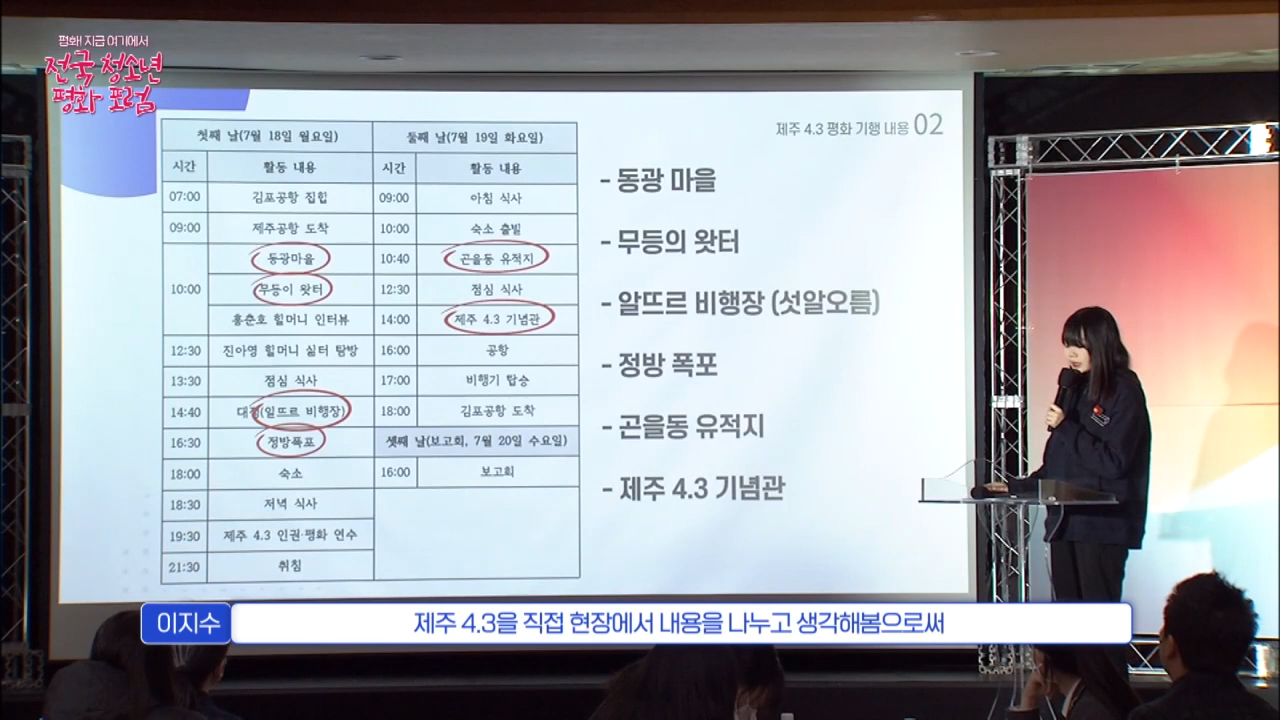 평화! 지금 여기에서
전국 청소년
평화 포럼
제주 4.3 평화 기행 내용 02
첫째 날(7월 18일 월요일)
시간 활동 내용
07:00 김포공항 집합
09:00 제주공항 도착
10:00 동광마을
무등이 왓터
홍춘호 할머니 인터뷰
12:30 진아영 할머니 삶터 탐방
13:30 점심 식사
14:40 (알뜨르 비행장)
16:30 정방폭포
18:00 숙소
18:30 저녁 식사
19:30 제주 4.3 인권·평화 연수
21:30 취침
둘째 날(7월 19일 화요일)
시간 활동 내용
09:00 아침 식사
10:00 숙소 출발
10:40 곤을동 유적지
12:30 점심 식사
14:00 제주 4.3 기념관
16:00 공항
17:00 비행기 탑승
18:00 김포공항 도착
셋째 날(보고회, 7월 20일 수요일)
16:00 보고회
- 동광 마을
- 무등의 왓터
- 알뜨르 비행장 (섯알오름)
- 정방 폭포
- 곤을동 유적지
- 제주 4.3 기념관
이지수 제주 4.3을 직접 현장에서 내용을 나누고 생각해봄으로써